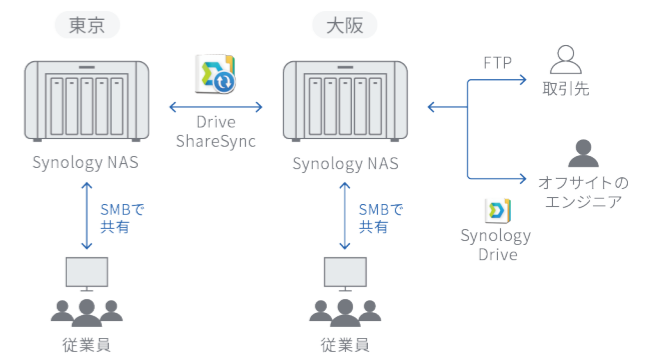 東京
大阪
Synology NAS
Drive
ShareSync
Synology NAS
FTP
取引先
オフサイトの
エンジニア
Synology
Drive
SMBで
共有
SMBで
共有
従業員
従業員